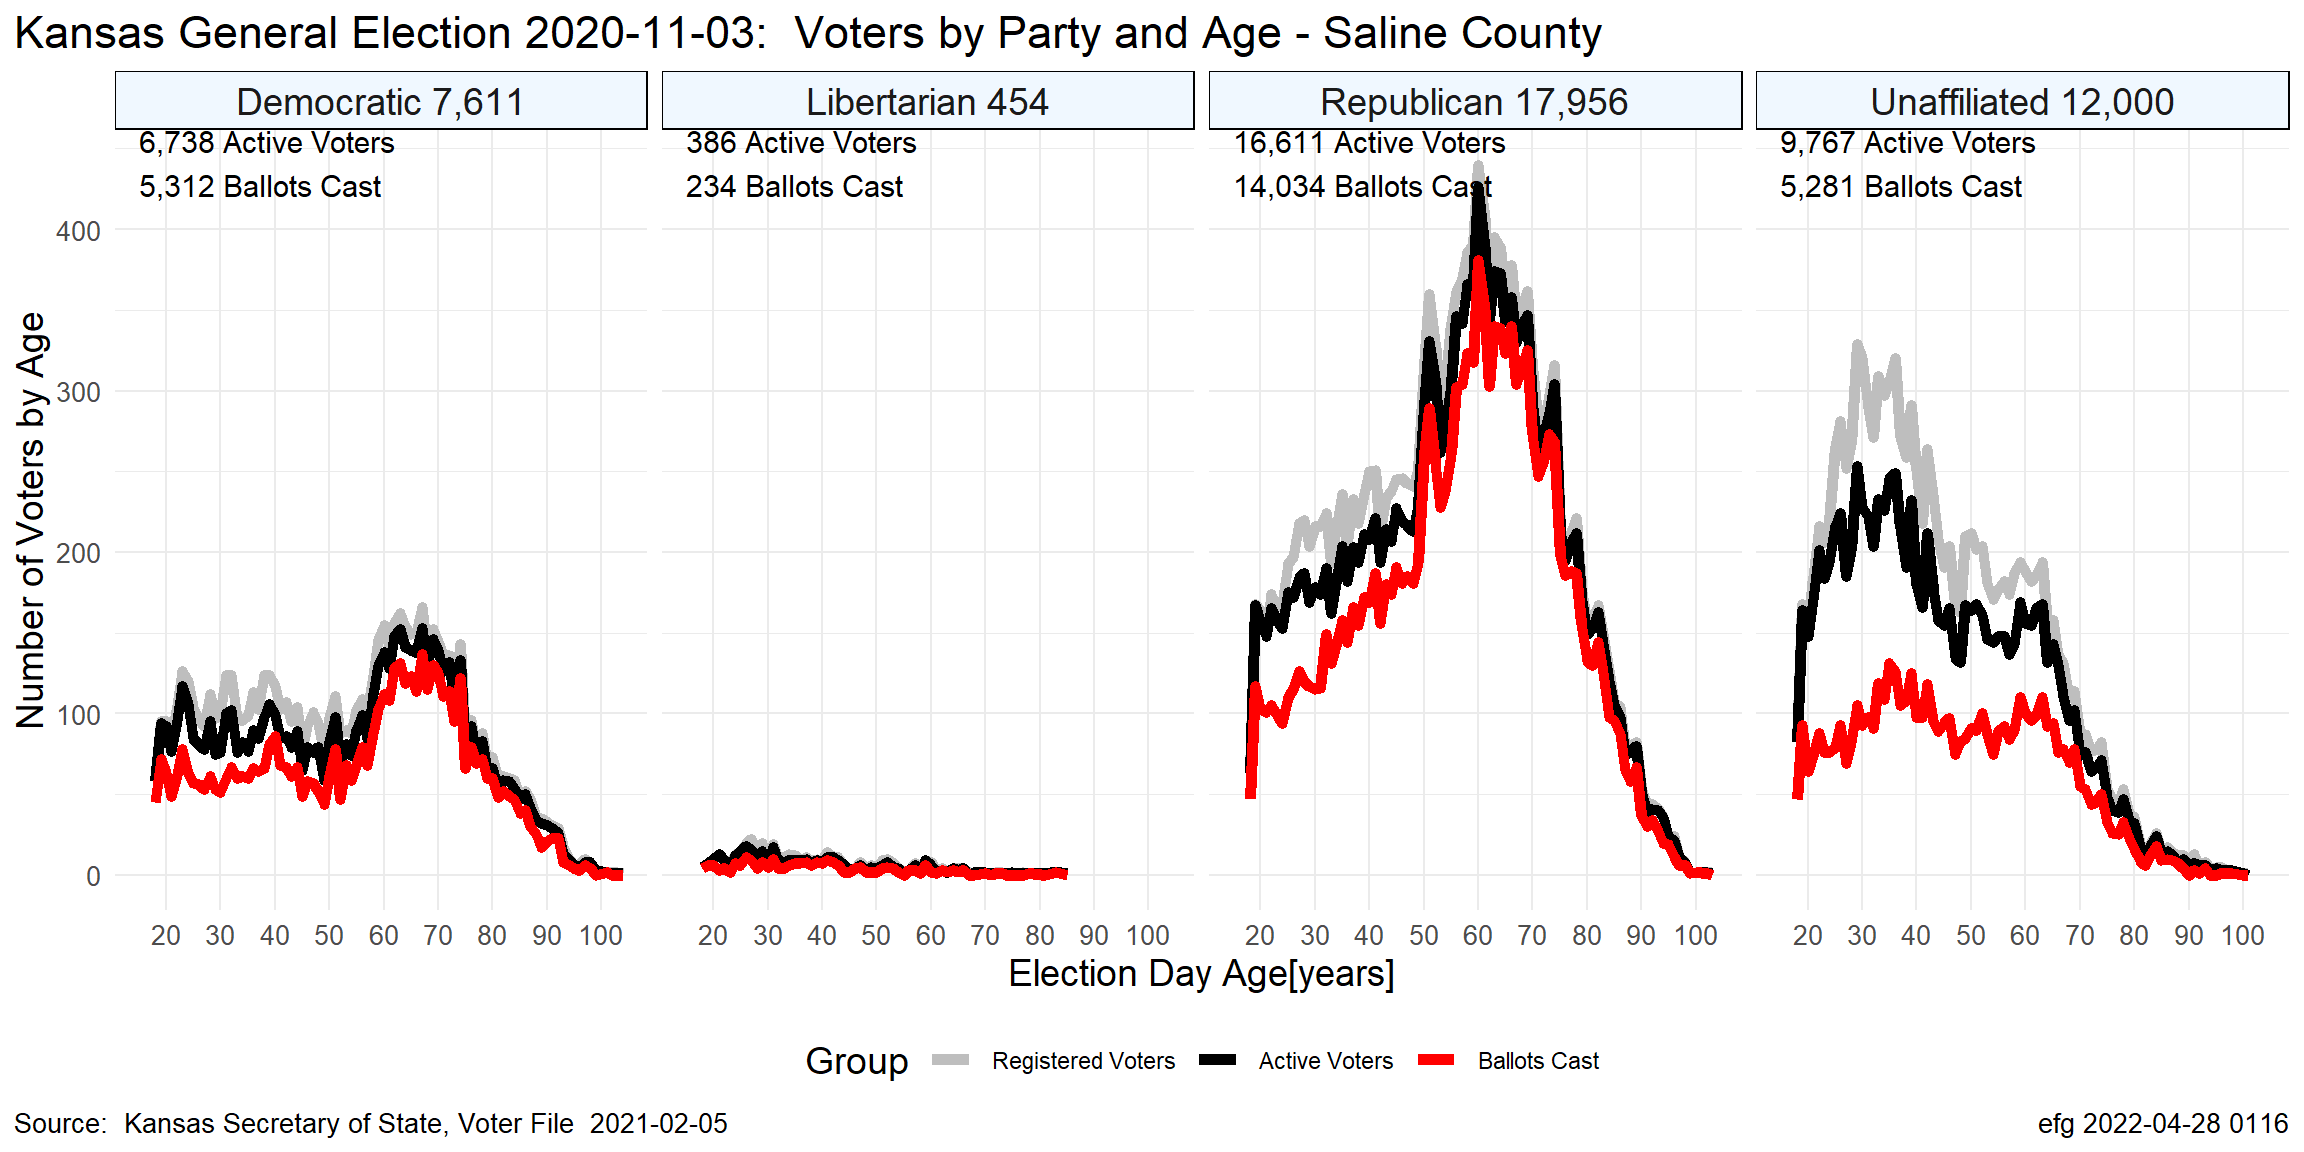 Kansas General Election 2020-11-03:  Voters by Party and Age - Saline County
Democratic 7,611
Libertarian 454
Republican 17,956
Unaffiliated 12,000
6,738 Active Voters
5,312 Ballots Cast
386 Active Voters
234 Ballots Cast
16,611 Active Voters
14,034 Ballots Cast
9,767 Active Voters
5,281 Ballots Cast
Number of Voters by Age
400
300
200
100
0
20 30 40 50 60 70 80 90 100
20 30 40 50 60 70 80 90 100
20 30 40 50 60 70 80 90 100
20 30 40 50 60 70 80 90 100
Election Day Age[years]
Group Registered Voters Active Voters Ballots Cast
Source:  Kansas Secretary of State, Voter File  2021-02-05
efg 2022-04-28 0116